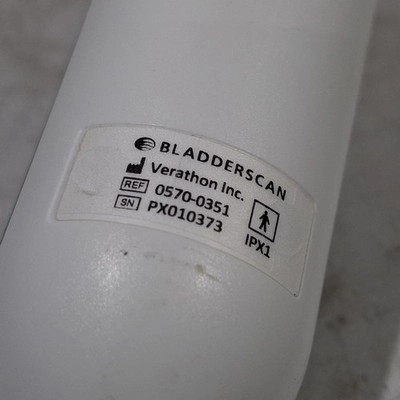 BLADDERSCAN
Verathon Inc.
REF 0570-0351
SN PX010373
IPX1